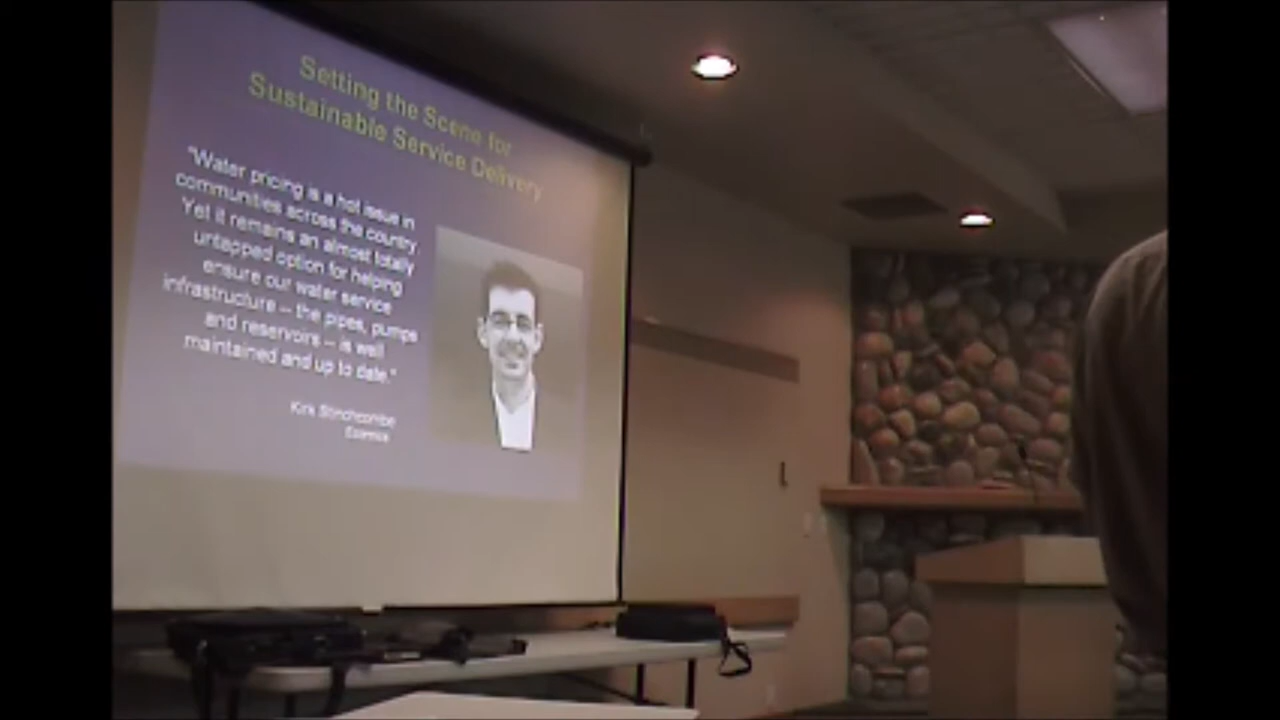 Setting the Scene for
Sustainable Service Delivery
"Water pricing is a hot issue in
communities across the country.
Yet it remains an almost totally
untapped option for helping
ensure our water service
infrastructure – the pipes, pumps
and reservoirs – is well
maintained and up to date."
Kirk Stinchcombe